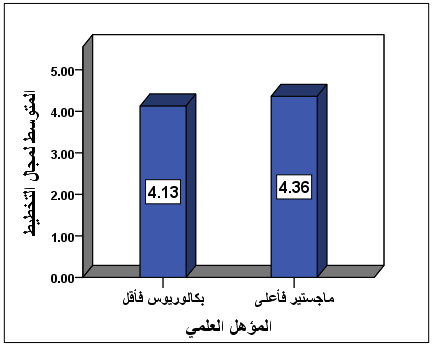 المتوسط لمجال التخطيط
5.00
4.00
3.00
2.00
1.00
0.00
4.13
4.36
بكالوريوس فأقل
ماجستير فأعلى
المؤهل العلمي